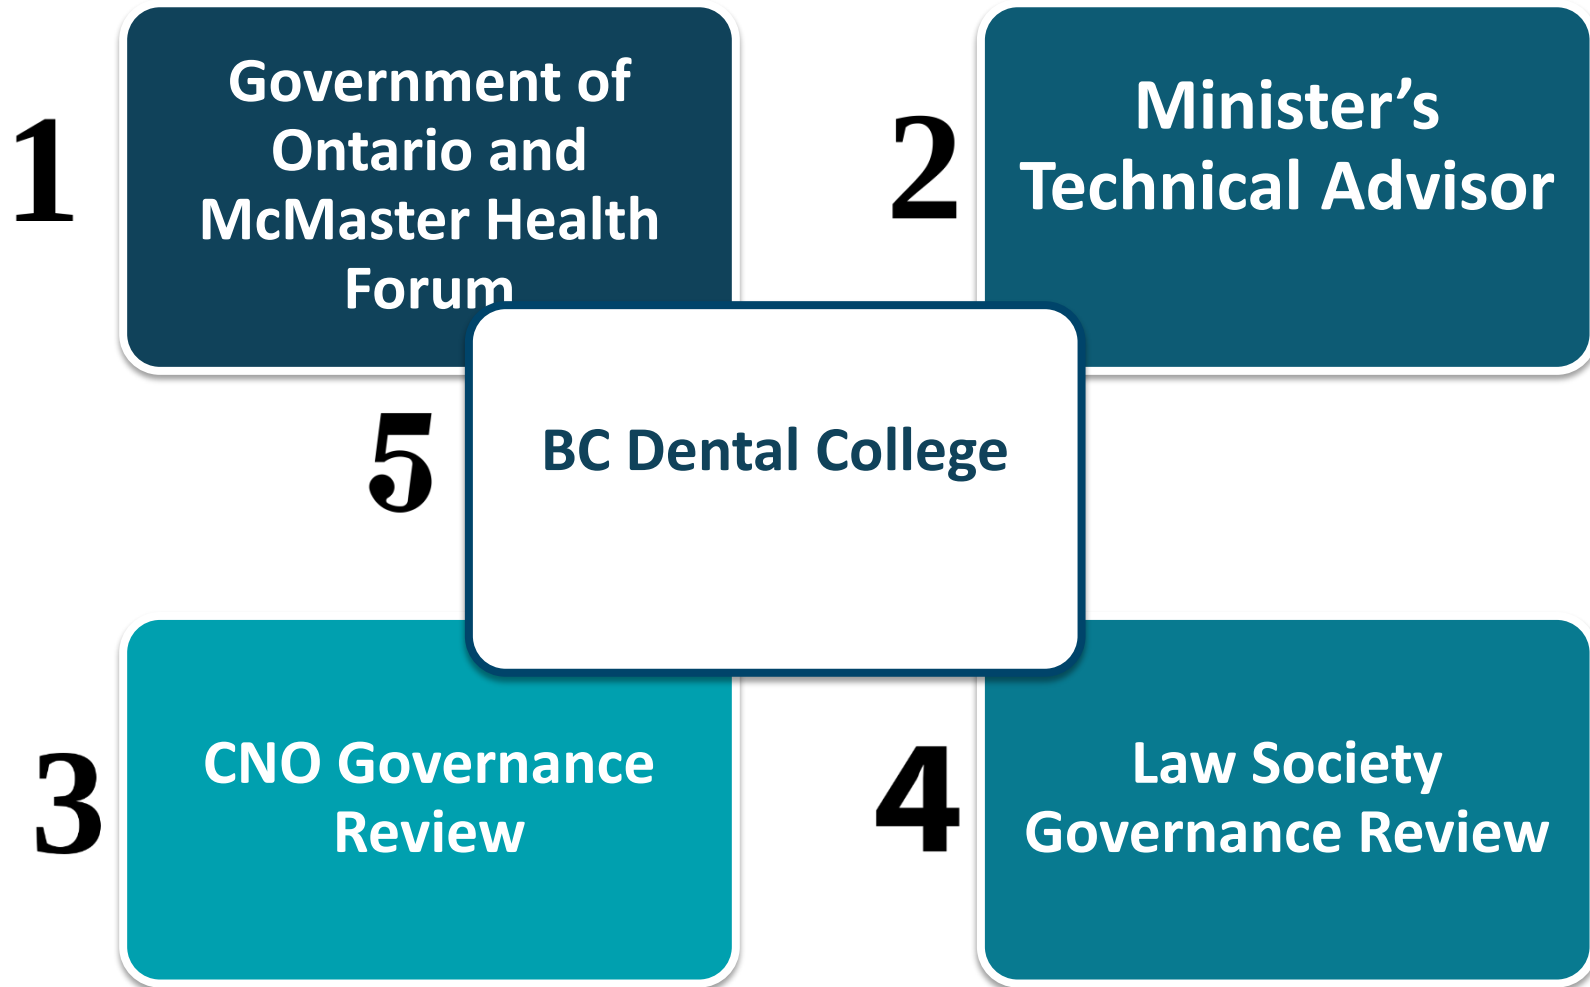 1
Government of
Ontario and
McMaster Health
Forum
2
Minister’s
Technical Advisor
5
BC Dental College
3
CNO Governance
Review
4
Law Society
Governance Review